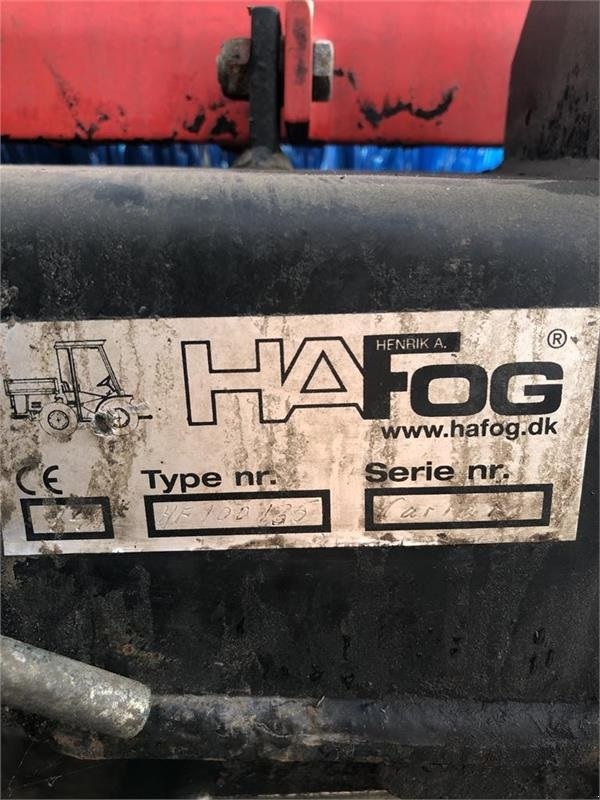 HENRIK A.
HAFOG ®
www.hafog.dk
CE Type nr. Serie nr.